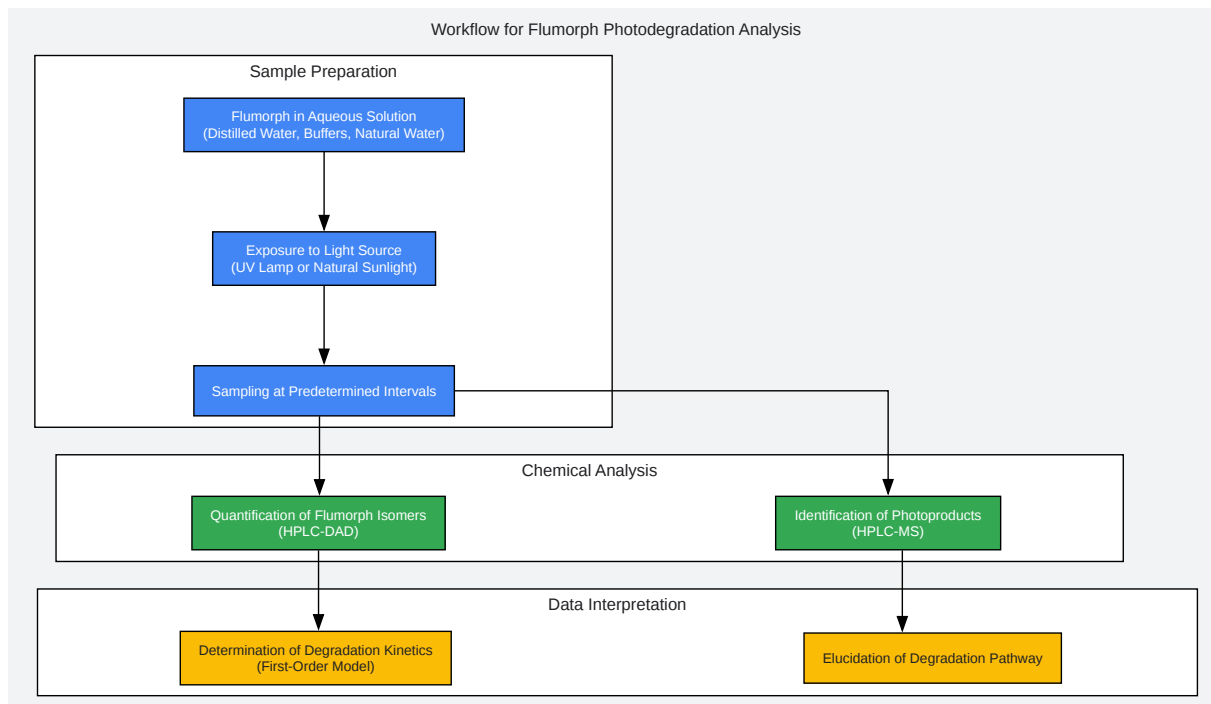 Workflow for Flumorph Photodegradation Analysis
Sample Preparation
Flumorph in Aqueous Solution
(Distilled Water, Buffers, Natural Water)
Exposure to Light Source
(UV Lamp or Natural Sunlight)
Sampling at Predetermined Intervals
Chemical Analysis
Quantification of Flumorph Isomers
(HPLC-DAD)
Identification of Photoproducts
(HPLC-MS)
Data Interpretation
Determination of Degradation Kinetics
(First-Order Model)
Elucidation of Degradation Pathway